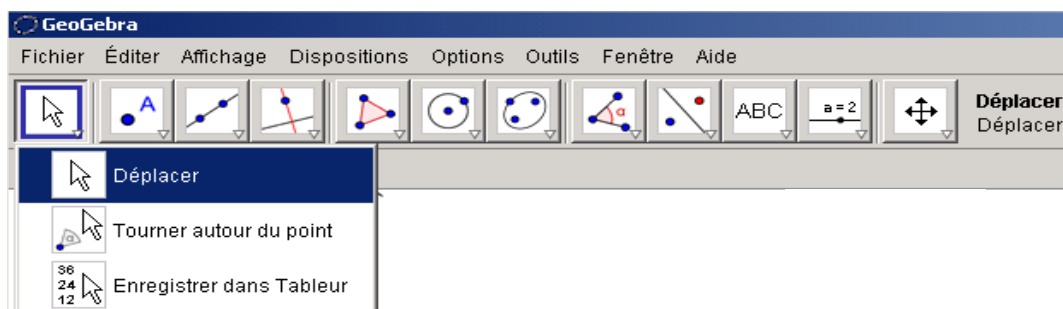 GeoGebra
Fichier Éditer Affichage Dispositions Options Outils Fenêtre Aide
A α ABC a=2 Déplacer
Déplacer
Déplacer
α Tourner autour du point
36
24
12 Enregistrer dans Tableur